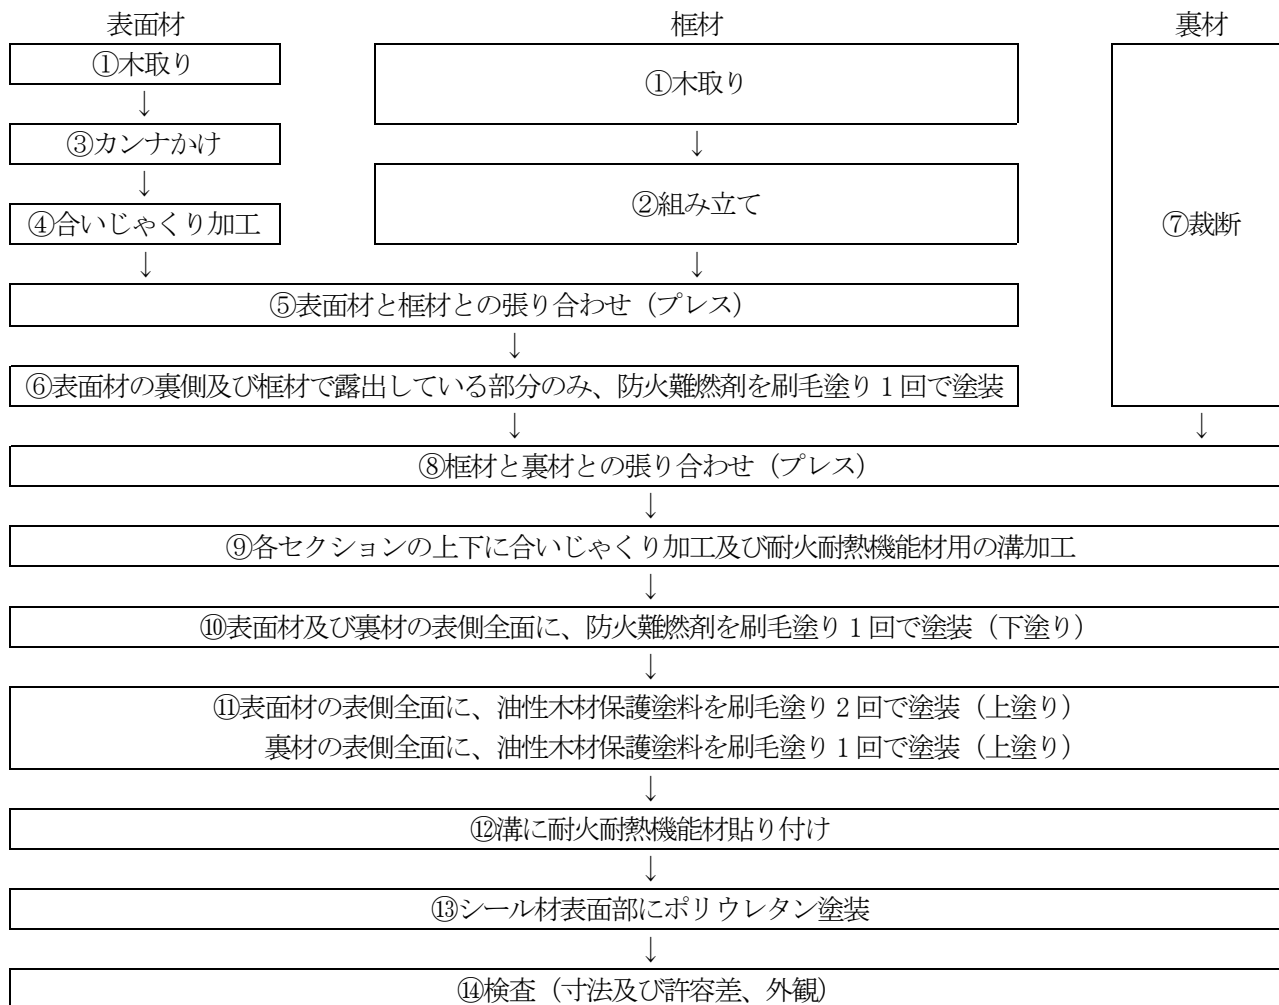 表面材
框材
裏材
①木取り
①木取り
↓
③カンナかけ
↓
↓
②組み立て
④合いじゃくり加工
⑦裁断
↓
↓
⑤表面材と框材との張り合わせ（プレス）
↓
⑥表面材の裏側及び框材で露出している部分のみ、防火難燃剤を刷毛塗り１回で塗装
↓
↓
⑧框材と裏材との張り合わせ（プレス）
↓
⑨各セクションの上下に合いじゃくり加工及び耐火耐熱機能材用の溝加工
↓
⑩表面材及び裏材の表側全面に、防火難燃剤を刷毛塗り１回で塗装（下塗り）
↓
⑪表面材の表側全面に、油性木材保護塗料を刷毛塗り２回で塗装（上塗り）
裏材の表側全面に、油性木材保護塗料を刷毛塗り１回で塗装（上塗り）
↓
⑫溝に耐火耐熱機能材貼り付け
↓
⑬シール材表面部にポリウレタン塗装
↓
⑭検査（寸法及び許容差、外観）